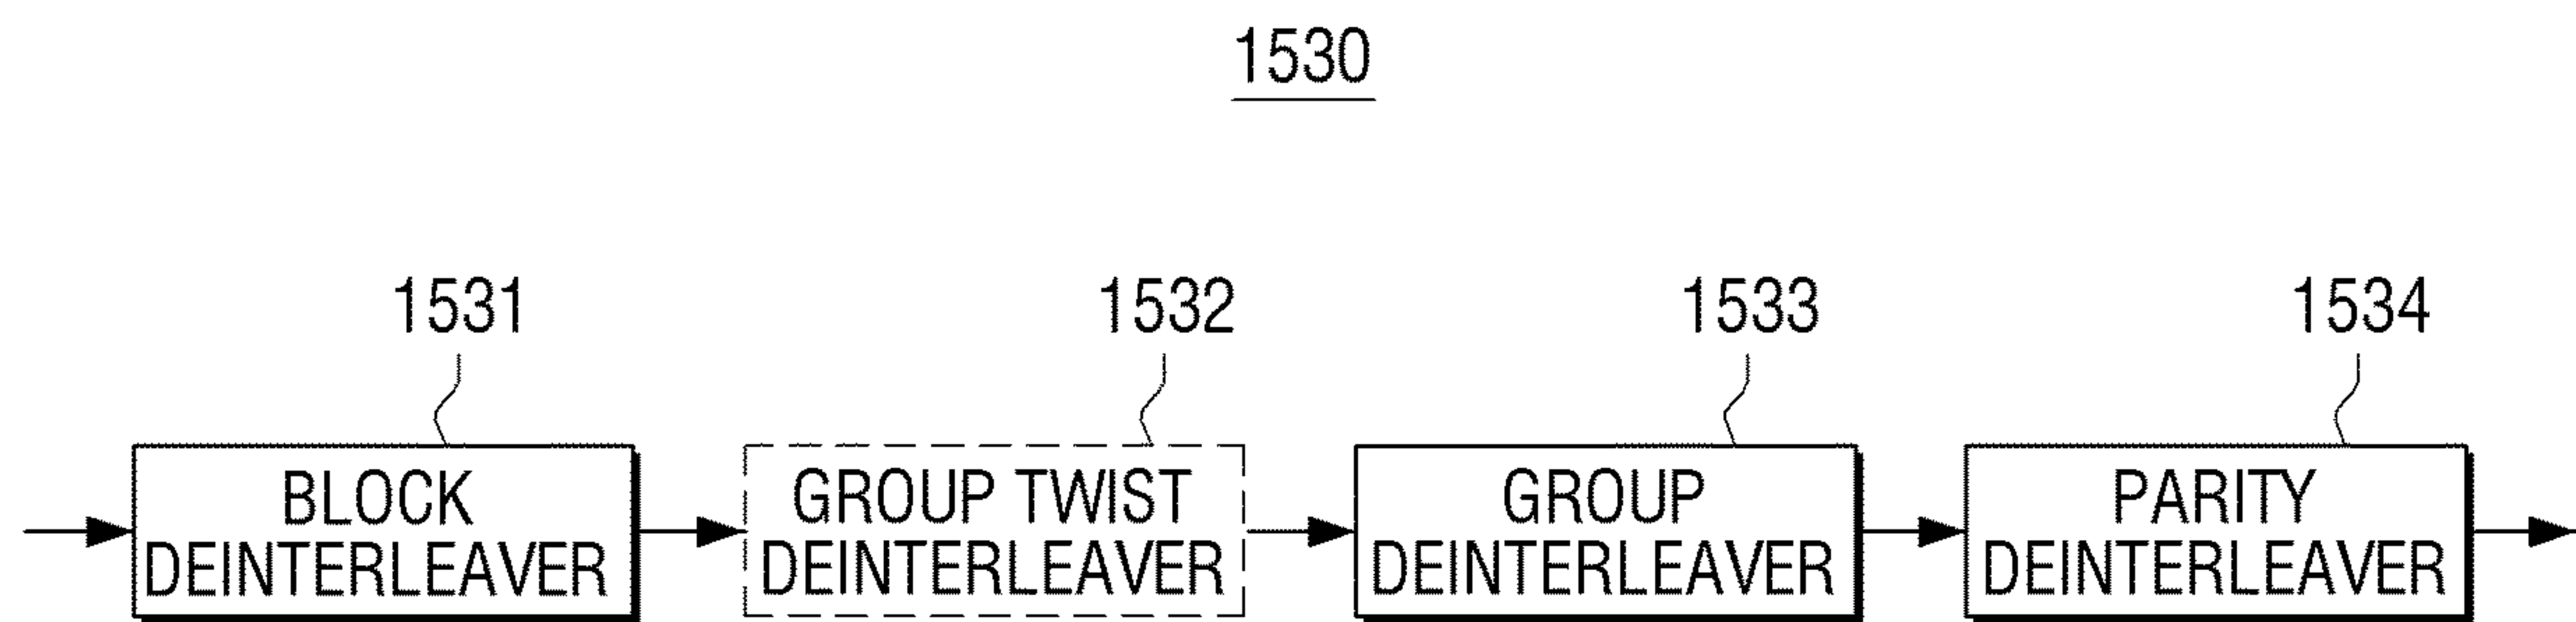 1530
1531
1532
1533
1534
BLOCK
DEINTERLEAVER
GROUP TWIST
DEINTERLEAVER
GROUP
DEINTERLEAVER
PARITY
DEINTERLEAVER